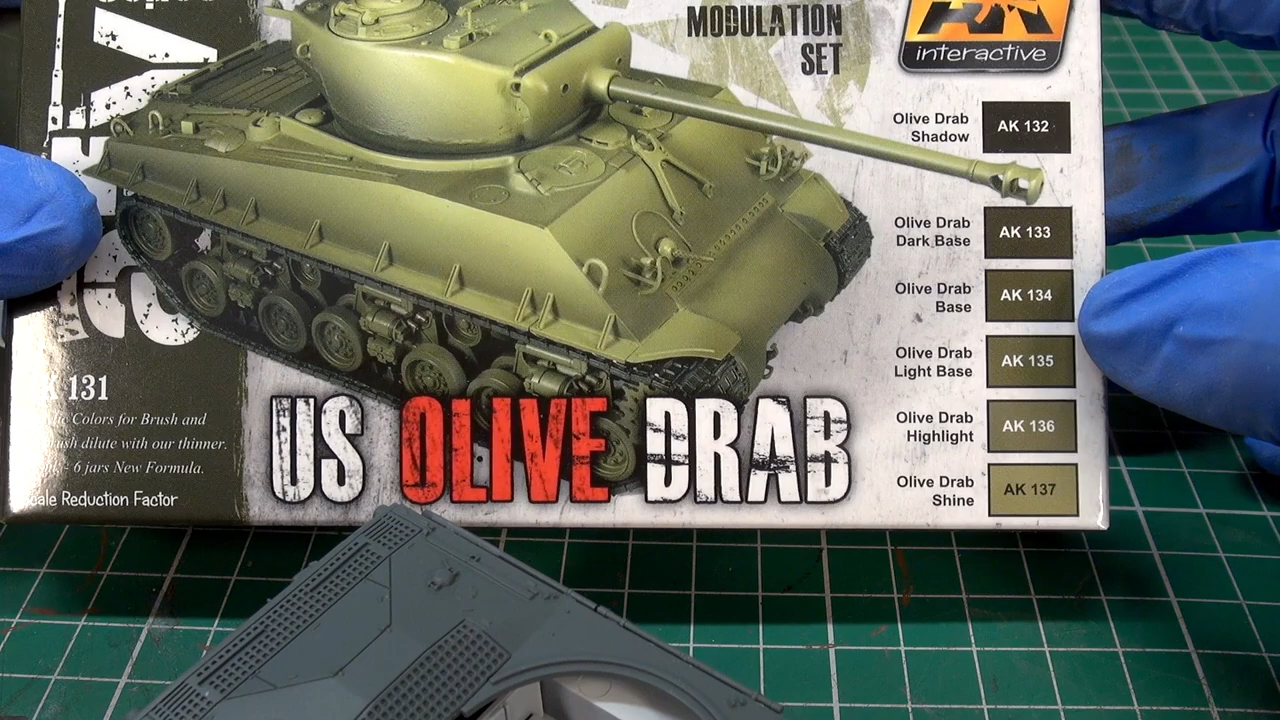 MODULATION
SET
interactive
Olive Drab
Shadow
AK 132
Olive Drab
Dark Base
AK 133
Olive Drab
Base
AK 134
Olive Drab
Light Base
AK 135
Olive Drab
Highlight
AK 136
Olive Drab
Shine
AK 137
131
Colors for Brush and
dilute with our thinner.
6 jars New Formula.
Reduction Factor
US OLIVE DRAB